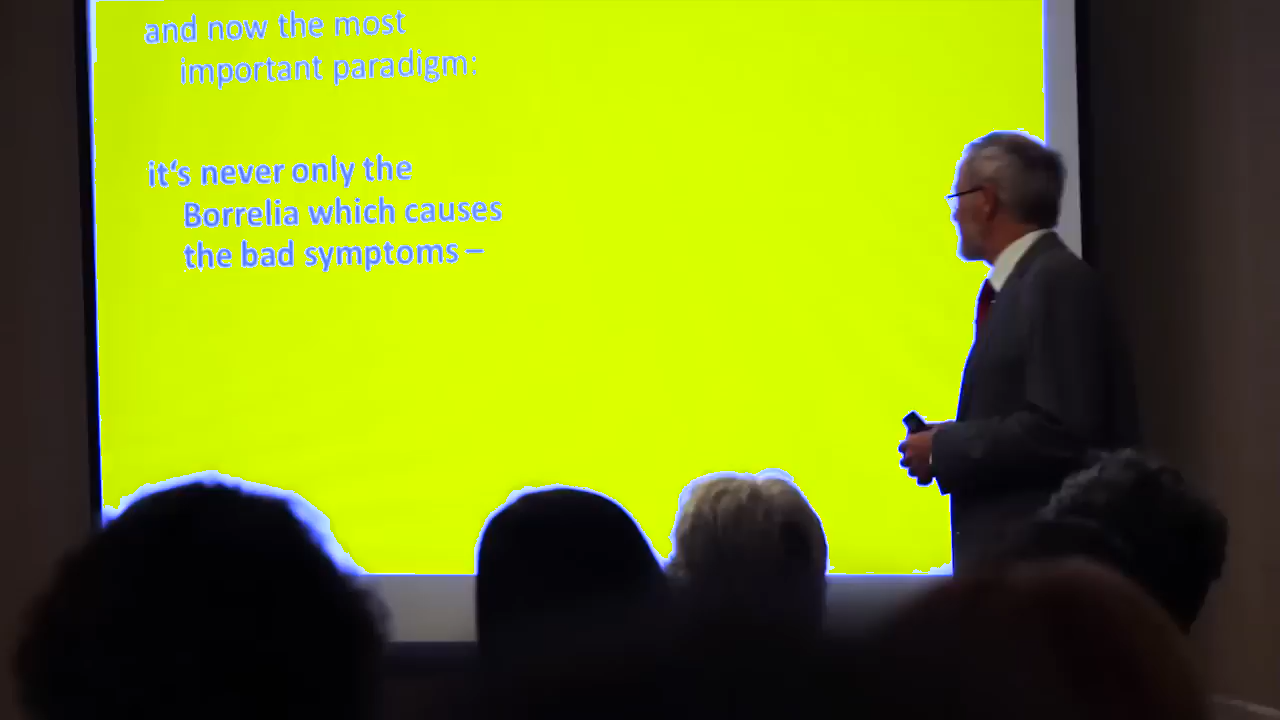 and now the most
important paradigm:
it‘s never only the
Borrelia which causes
the bad symptoms –